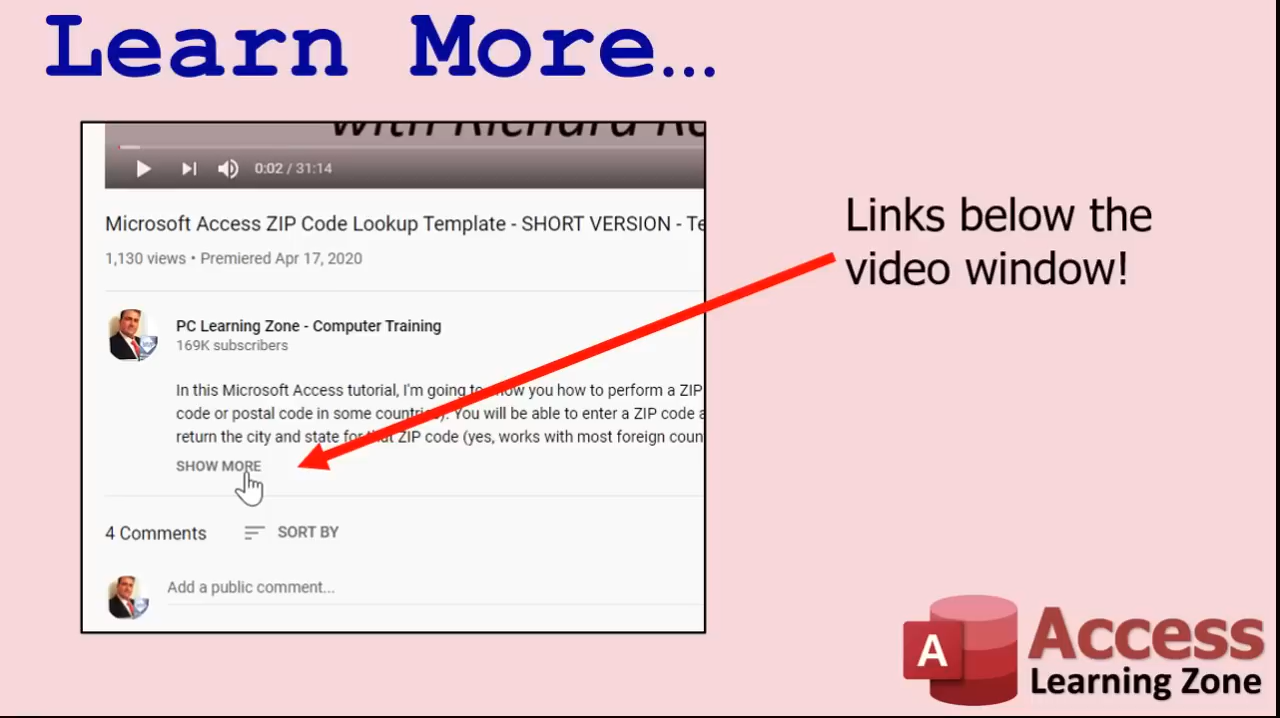 Learn More...
with Richard
0:02 / 31:14
Microsoft Access ZIP Code Lookup Template - SHORT VERSION -
1,130 views • Premiered Apr 17, 2020
PC Learning Zone - Computer Training
169K subscribers
In this Microsoft Access tutorial, I'm going to show you how to perform a ZIP
code or postal code in some countries). You will be able to enter a ZIP code
return the city and state for that ZIP code (yes, works with most foreign
SHOW MORE
4 Comments
SORT BY
Add a public comment...
Links below the
video window!
A
Access
Learning Zone